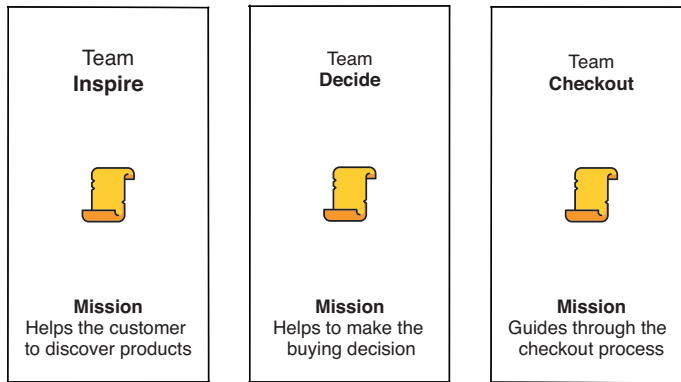 Team
Inspire
Mission
Helps the customer
to discover products
Team
Decide
Mission
Helps to make the
buying decision
Team
Checkout
Mission
Guides through the
checkout process